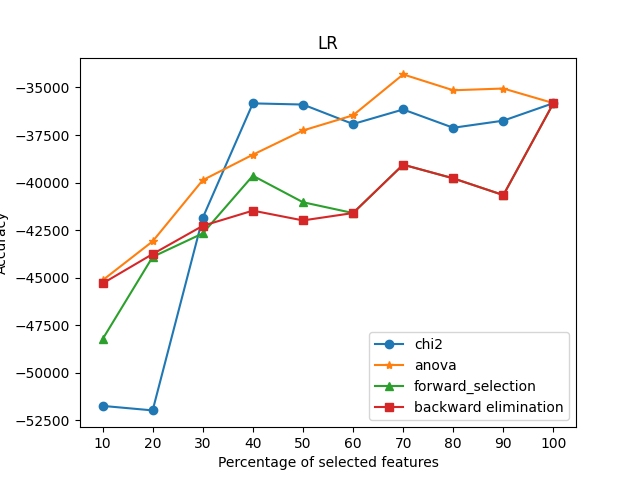 LR
−35000
−37500
−40000
−42500
−45000
−47500
−50000
−52500
Accuracy
10 20 30 40 50 60 70 80 90 100
Percentage of selected features
chi2
anova
forward_selection
backward elimination